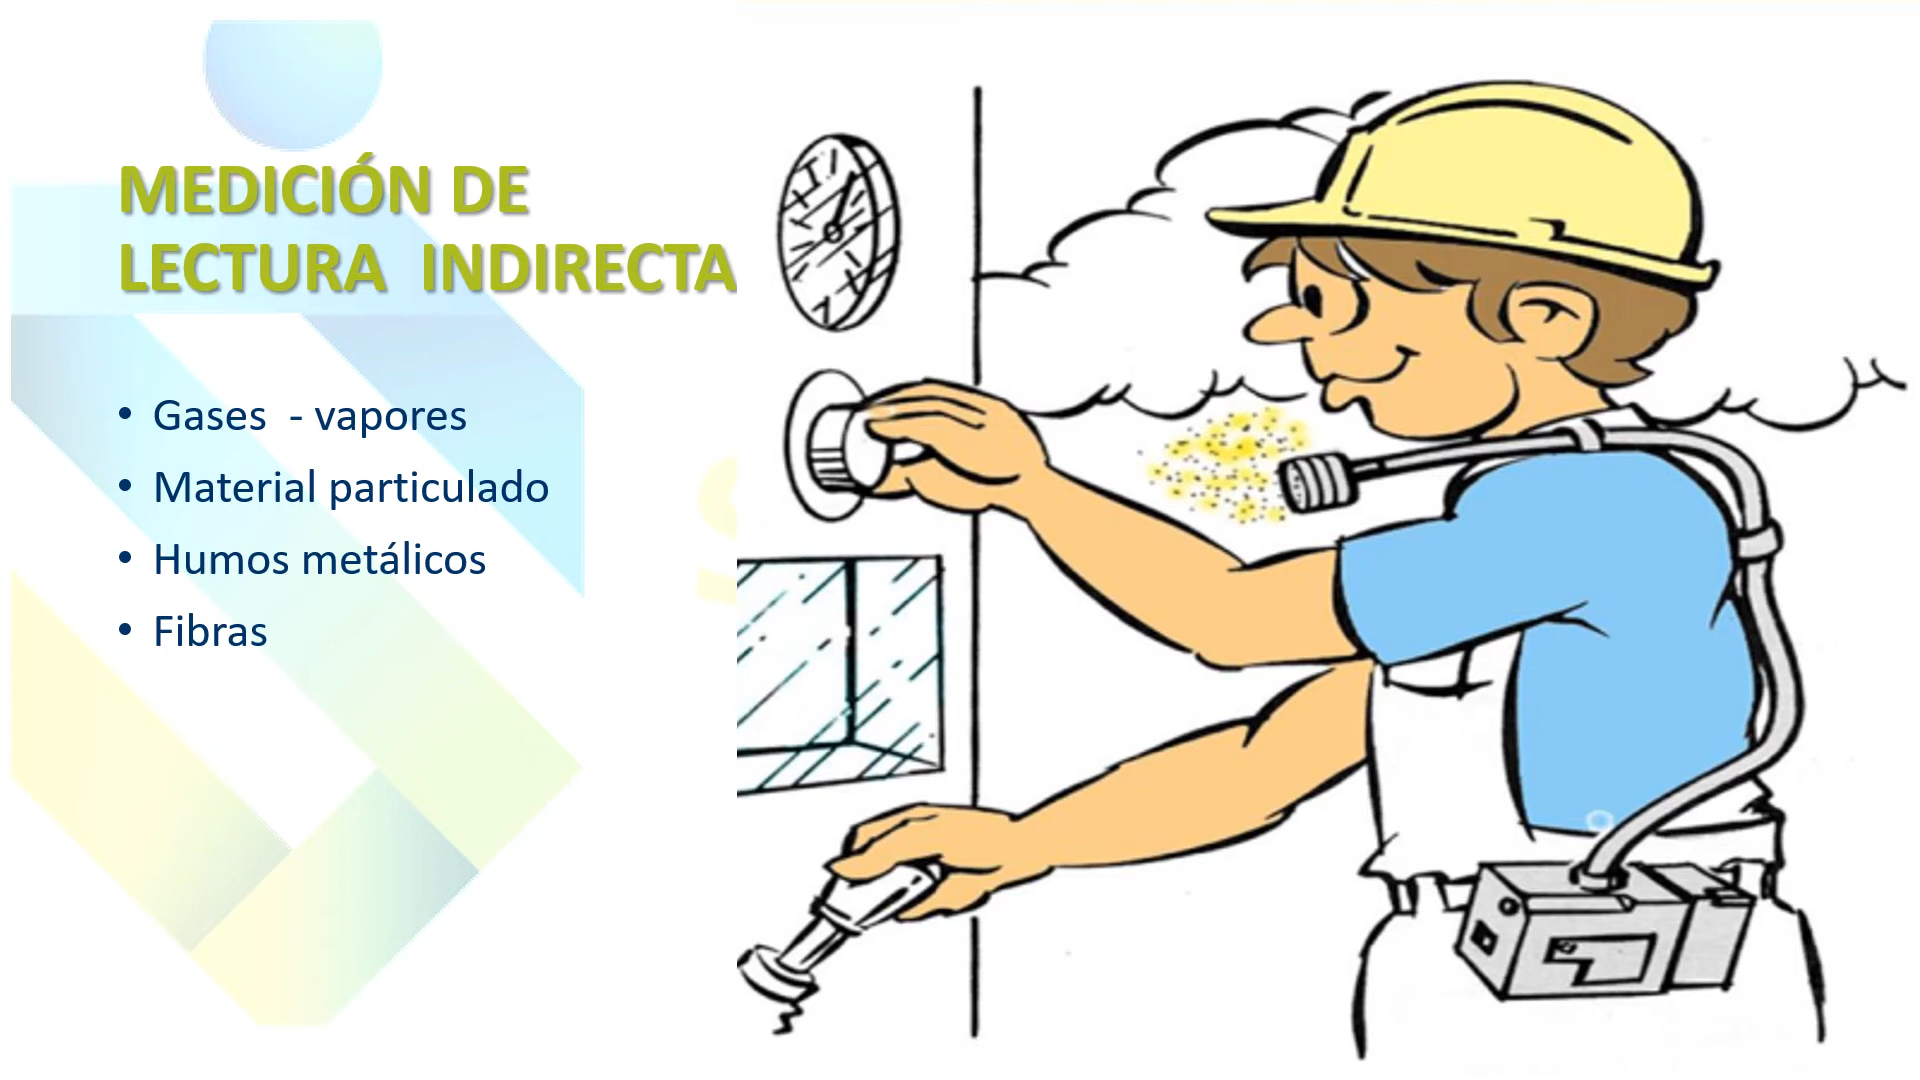 MEDICIÓN DE
LECTURA INDIRECTA
• Gases - vapores
• Material particulado
• Humos metálicos
• Fibras